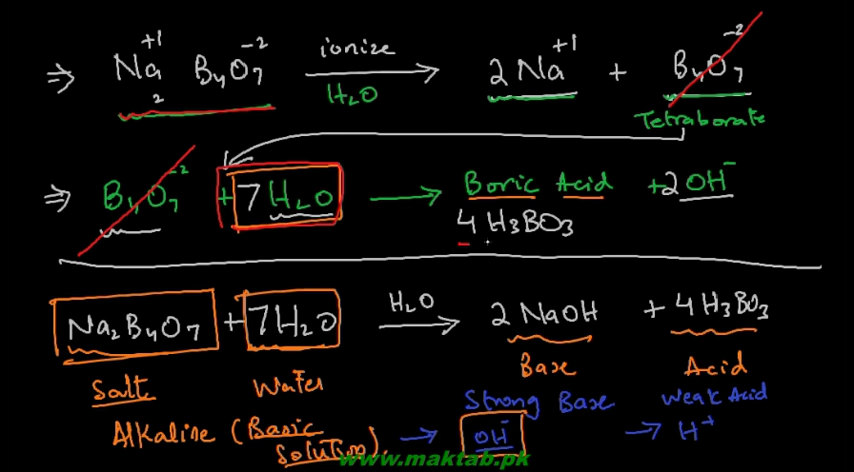 ⇒ Na₂⁺¹ B₄O₇⁻² ionize H₂O → 2Na⁺¹ + B₄O₇⁻²
Tetraborate
⇒ B₄O₇⁻² + 7H₂O → Boric Acid + 2OH⁻
4H₃BO₃
Na₂B₄O₇ + 7H₂O H₂O → 2NaOH + 4H₃BO₃
Salt Water Base Acid
Strong Base Weak Acid
Alkaline (Basic Solution). → OH⁻ → H⁺
www.maktab.pk